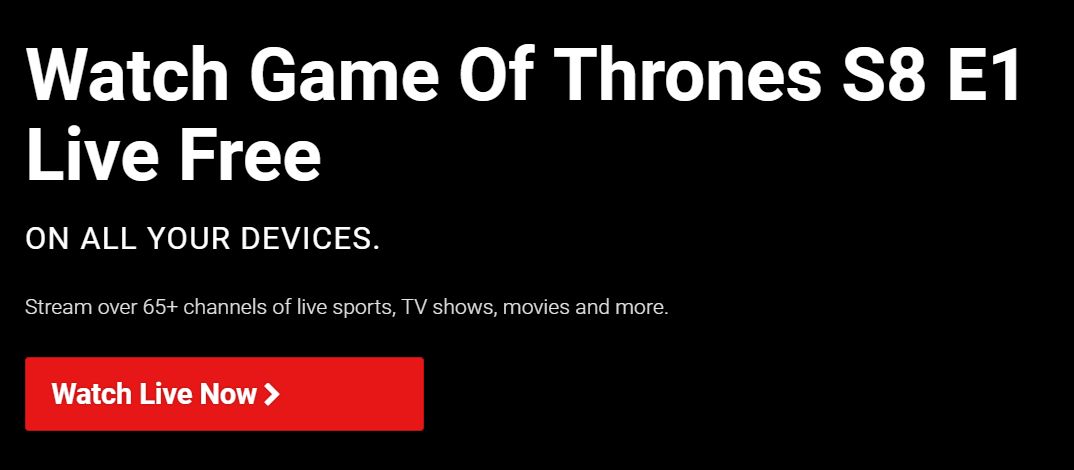 Watch Game Of Thrones S8 E1
Live Free
ON ALL YOUR DEVICES.
Stream over 65+ channels of live sports, TV shows, movies and more.
Watch Live Now